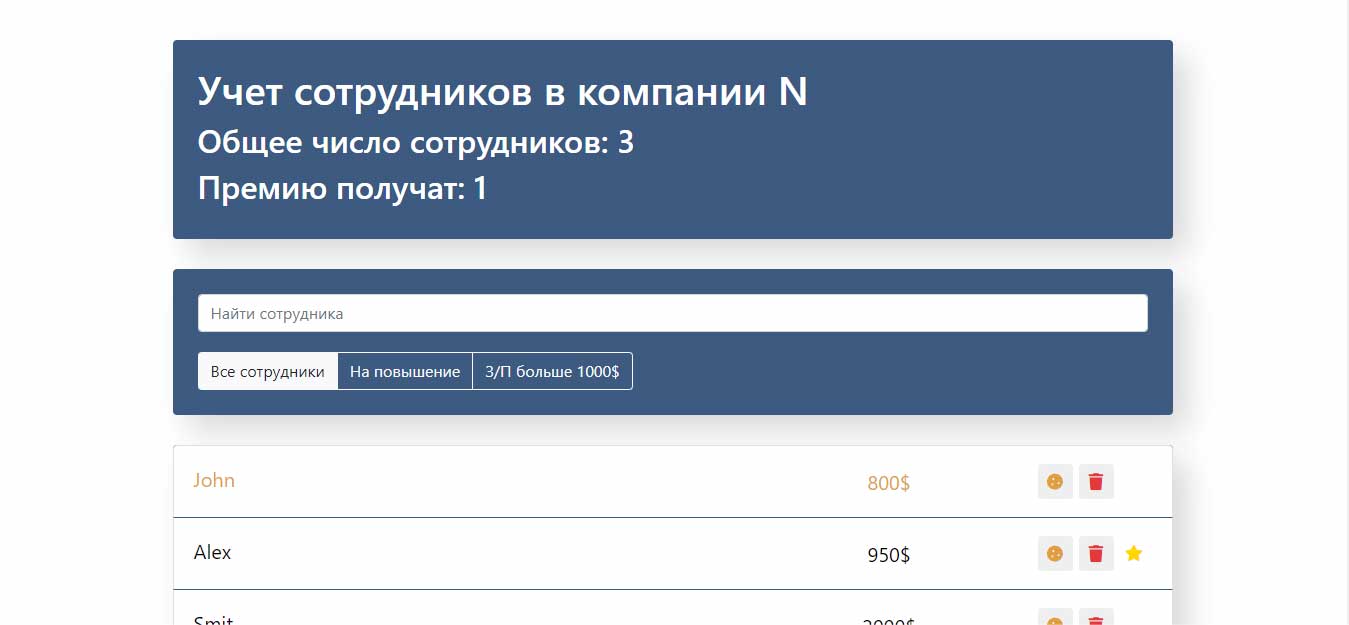 Учет сотрудников в компании N
Общее число сотрудников: 3
Премию получат: 1
Найти сотрудника
Все сотрудники На повышение З/П больше 1000$
John 800$
Alex 950$
Smit